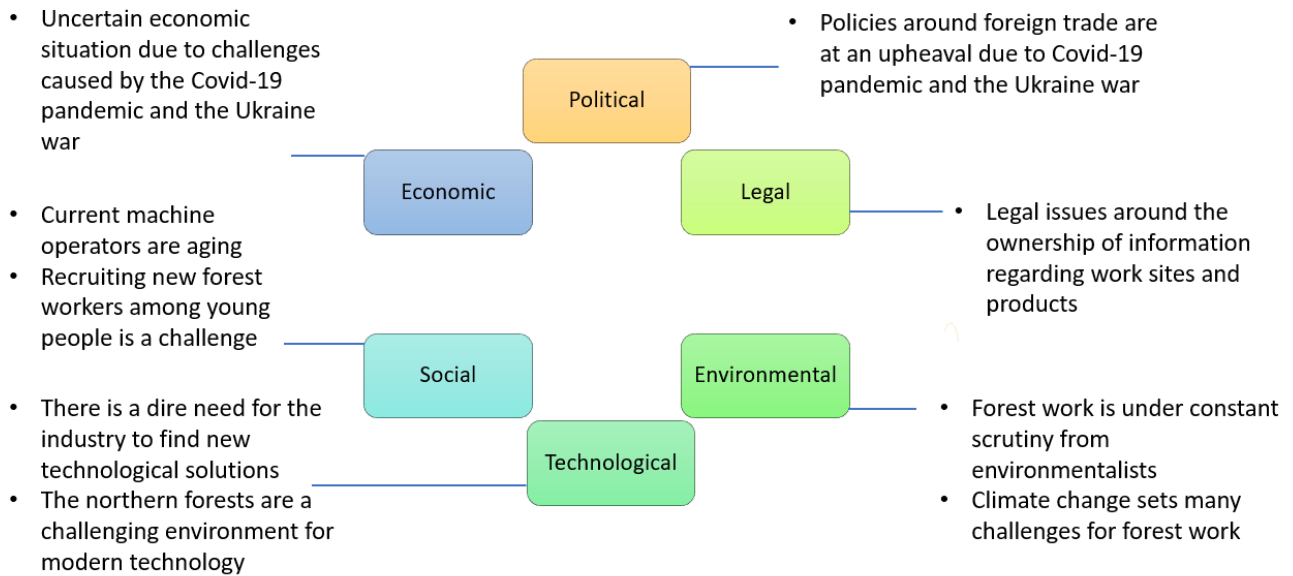 • Uncertain economic
situation due to challenges
caused by the Covid-19
pandemic and the Ukraine
war
• Policies around foreign trade are
at an upheaval due to Covid-19
pandemic and the Ukraine war
Political
Economic
Legal
• Current machine
operators are aging
• Recruiting new forest
workers among young
people is a challenge
• Legal issues around the
ownership of information
regarding work sites and
products
Social
Environmental
• There is a dire need for the
industry to find new
technological solutions
• The northern forests are a
challenging environment for
modern technology
Technological
• Forest work is under constant
scrutiny from
environmentalists
• Climate change sets many
challenges for forest work